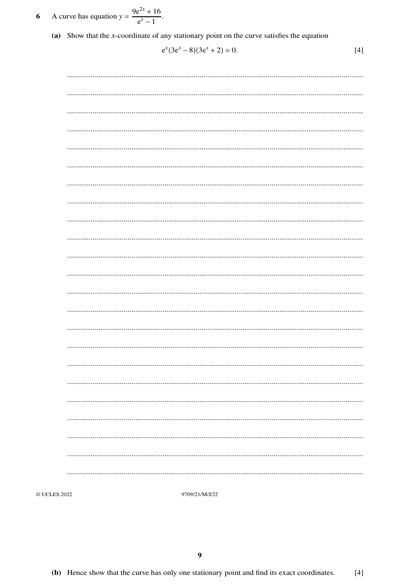 6 A curve has equation y = (9e^{2x} + 16)/(e^x − 1).
(a) Show that the x-coordinate of any stationary point on the curve satisfies the equation
e^x(3e^x − 8)(3e^x + 2) = 0. [4]
© UCLES 2022 9709/21/M/J/22
9
(b) Hence show that the curve has only one stationary point and find its exact coordinates. [4]